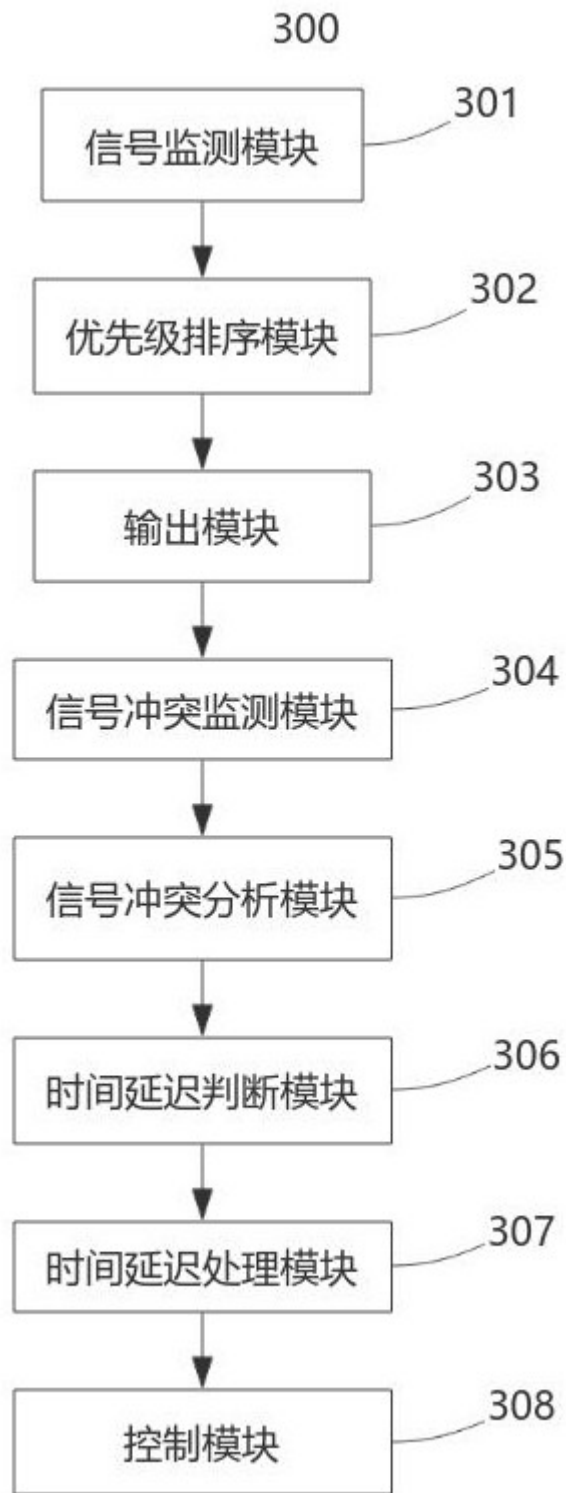 300
信号监测模块
301
优先级排序模块
302
输出模块
303
信号冲突监测模块
304
信号冲突分析模块
305
时间延迟判断模块
306
时间延迟处理模块
307
控制模块
308